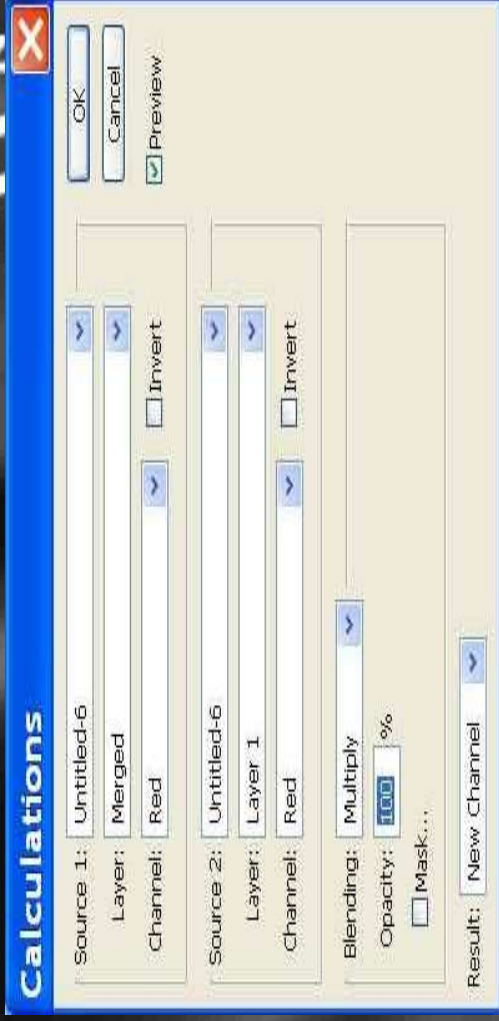 Calculations
Source 1: Untitled-6
OK
Layer: Merged
Cancel
Channel: Red Invert
Preview
Source 2: Untitled-6
Layer: Layer 1
Channel: Red Invert
Blending: Multiply
Opacity: 100 %
Mask...
Result: New Channel